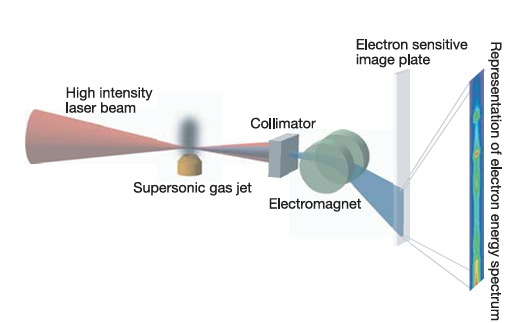 Electron sensitive
image plate
High intensity
laser beam
Collimator
Supersonic gas jet
Electromagnet
Representation of electron energy spectrum